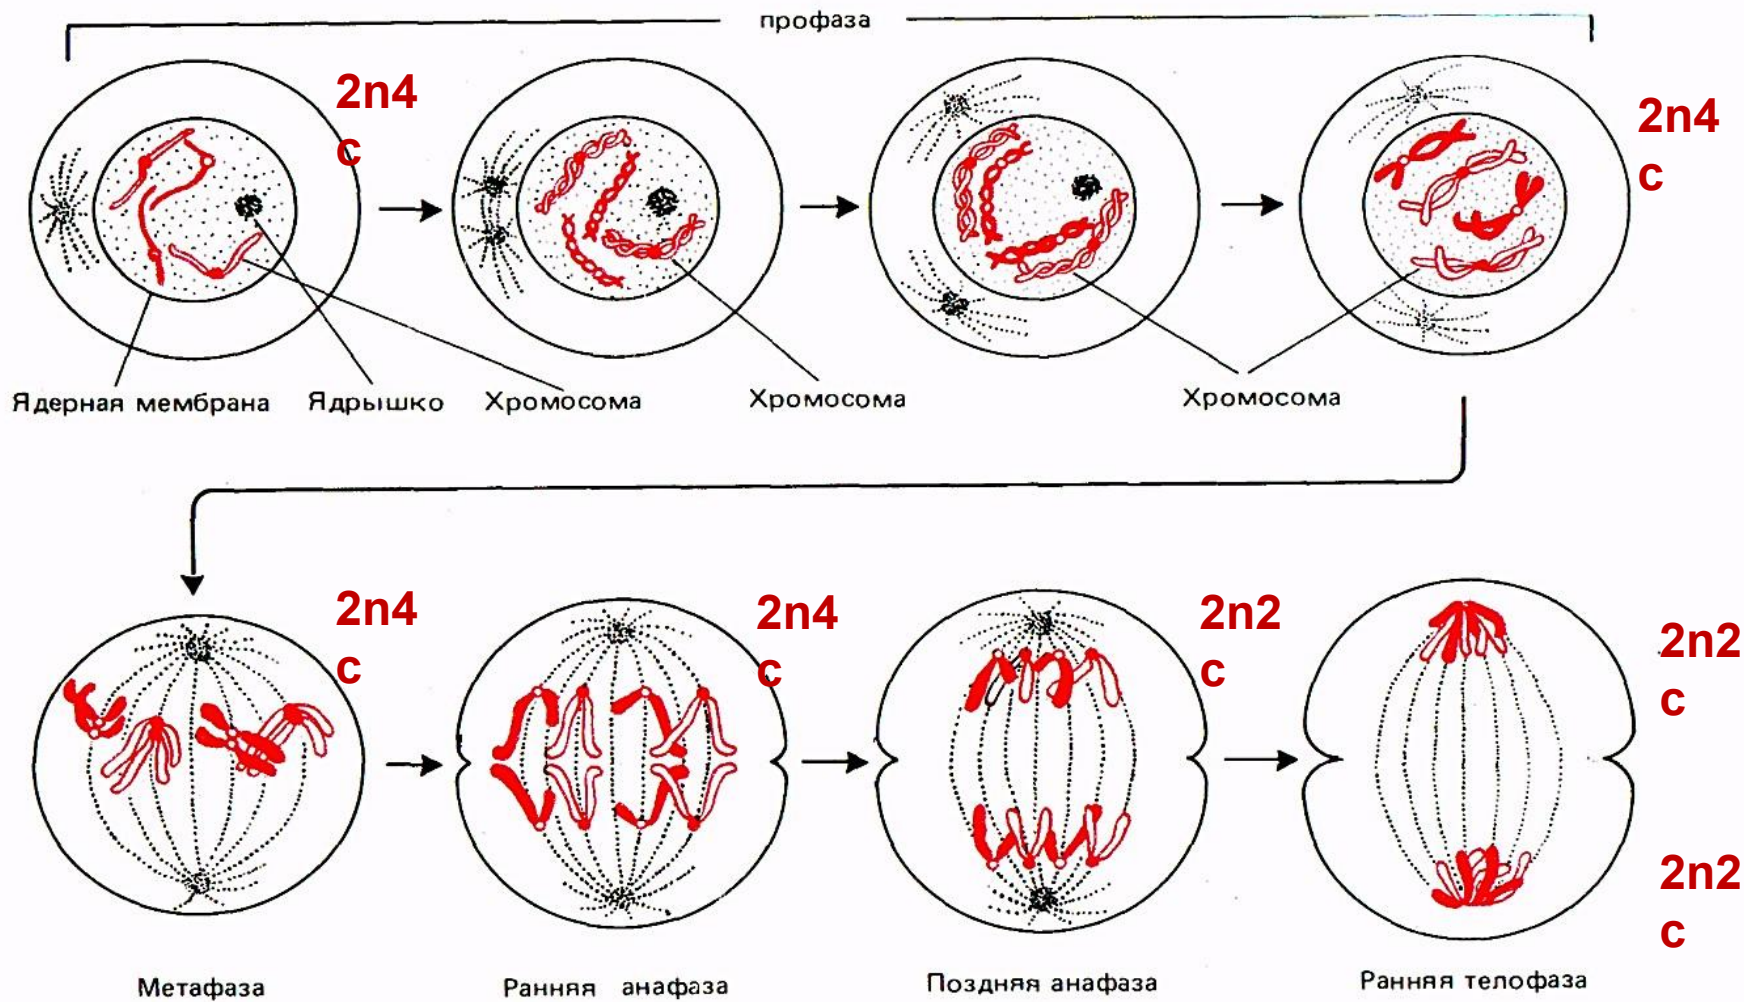 профаза
2n4
с
2n4
с
Ядерная мембрана
Ядрышко
Хромосома
Хромосома
Хромосома
2n4
с
2n4
с
2n2
с
2n2
с
2n2
с
Метафаза
Ранняя анафаза
Поздняя анафаза
Ранняя телофаза